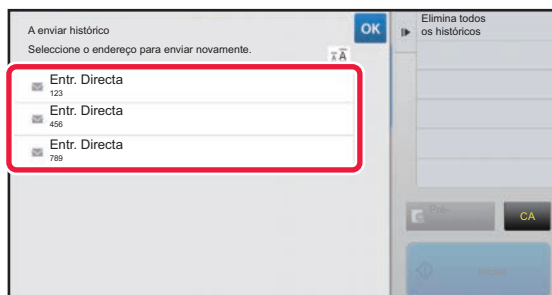 A enviar histórico
OK
Seleccione o endereço para enviar novamente.
Entr. Directa
123
Entr. Directa
456
Entr. Directa
789
Elimina todos
os históricos
CA